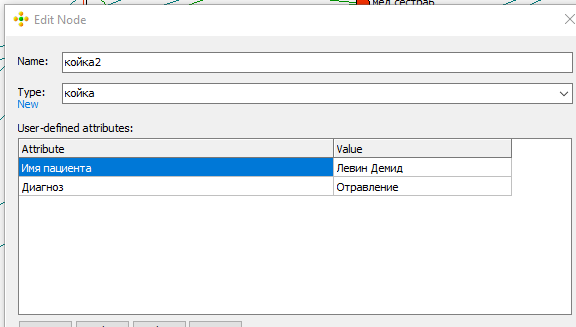 мед сестра6
Edit Node
Name: койка2
Type: койка
New
User-defined attributes:
Attribute Value
Имя пациента Левин Демид
Диагноз Отравление